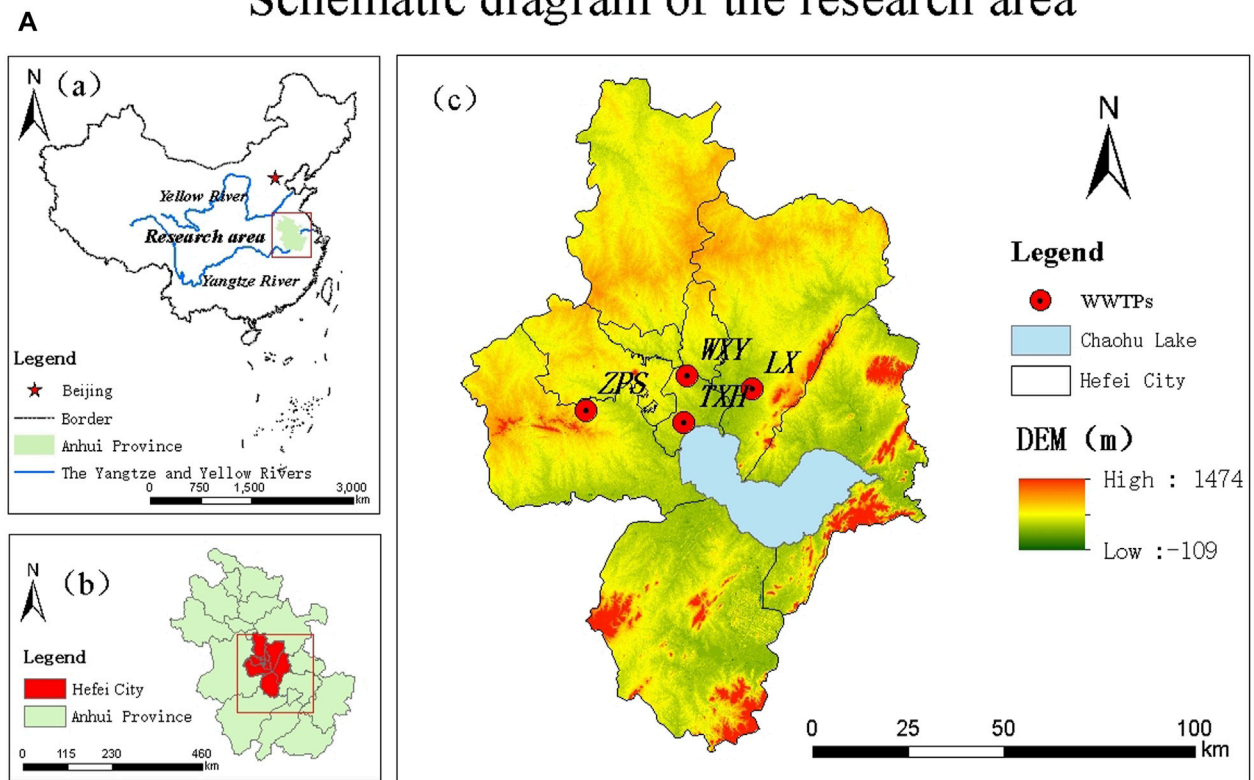 Schematic diagram of the research area
A
N
(a)
Yellow River
Research area
Yangtze River
Legend
Beijing
Border
Anhui Province
The Yangtze and Yellow Rivers
0 750 1,500 3,000
km
N
(b)
Legend
Hefei City
Anhui Province
0 115 230 460
km
(c)
N
WXY
LX
ZPS
TXH
Legend
WWTPs
Chaohu Lake
Hefei City
DEM (m)
High : 1474
Low :-109
0 25 50 100
km